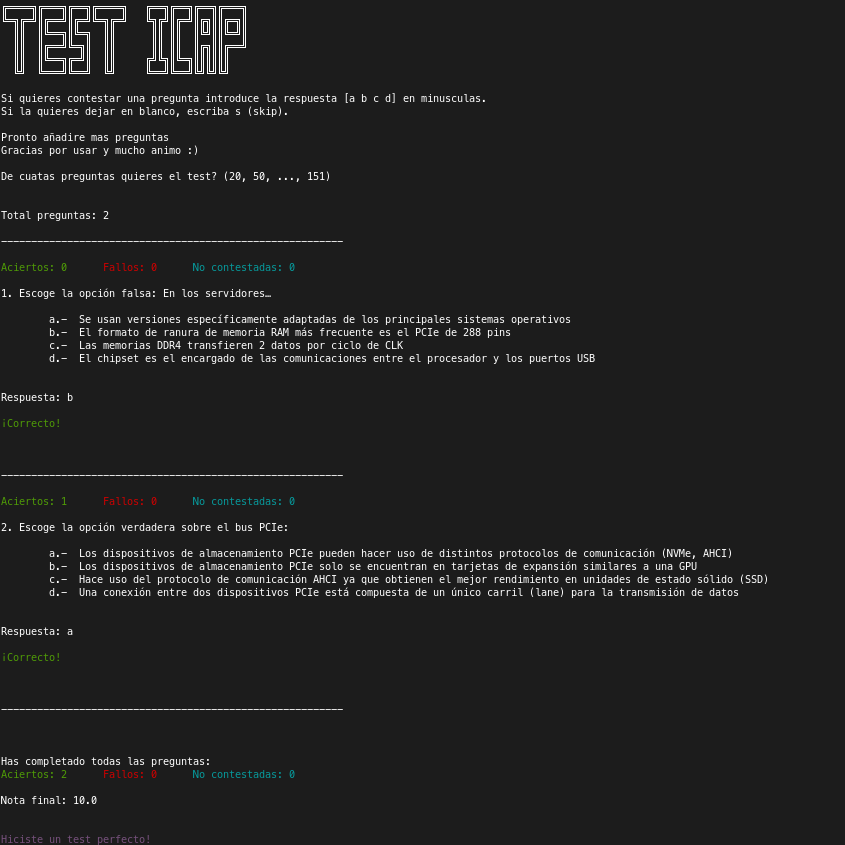 TEST ICAP
Si quieres contestar una pregunta introduce la respuesta [a b c d] en minusculas.
Si la quieres dejar en blanco, escriba s (skip).
Pronto añadire mas preguntas
Gracias por usar y mucho animo :)
De cuatas preguntas quieres el test? (20, 50, ..., 151)
Total preguntas: 2
---------------------------------------------------------
Aciertos: 0 Fallos: 0 No contestadas: 0
1. Escoge la opción falsa: En los servidores…
a.- Se usan versiones específicamente adaptadas de los principales sistemas operativos
b.- El formato de ranura de memoria RAM más frecuente es el PCIe de 288 pins
c.- Las memorias DDR4 transfieren 2 datos por ciclo de CLK
d.- El chipset es el encargado de las comunicaciones entre el procesador y los puertos USB
Respuesta: b
¡Correcto!
---------------------------------------------------------
Aciertos: 1 Fallos: 0 No contestadas: 0
2. Escoge la opción verdadera sobre el bus PCIe:
a.- Los dispositivos de almacenamiento PCIe pueden hacer uso de distintos protocolos de comunicación (NVMe, AHCI)
b.- Los dispositivos de almacenamiento PCIe solo se encuentran en tarjetas de expansión similares a una GPU
c.- Hace uso del protocolo de comunicación AHCI ya que obtienen el mejor rendimiento en unidades de estado sólido (SSD)
d.- Una conexión entre dos dispositivos PCIe está compuesta de un único carril (lane) para la transmisión de datos
Respuesta: a
¡Correcto!
---------------------------------------------------------
Has completado todas las preguntas:
Aciertos: 2 Fallos: 0 No contestadas: 0
Nota final: 10.0
Hiciste un test perfecto!